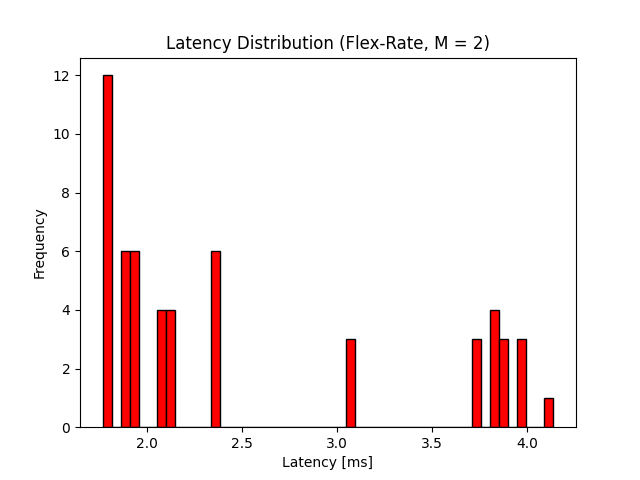 Latency Distribution (Flex-Rate, M = 2)
12
10
8
6
4
2
0
Frequency
2.0 2.5 3.0 3.5 4.0
Latency [ms]